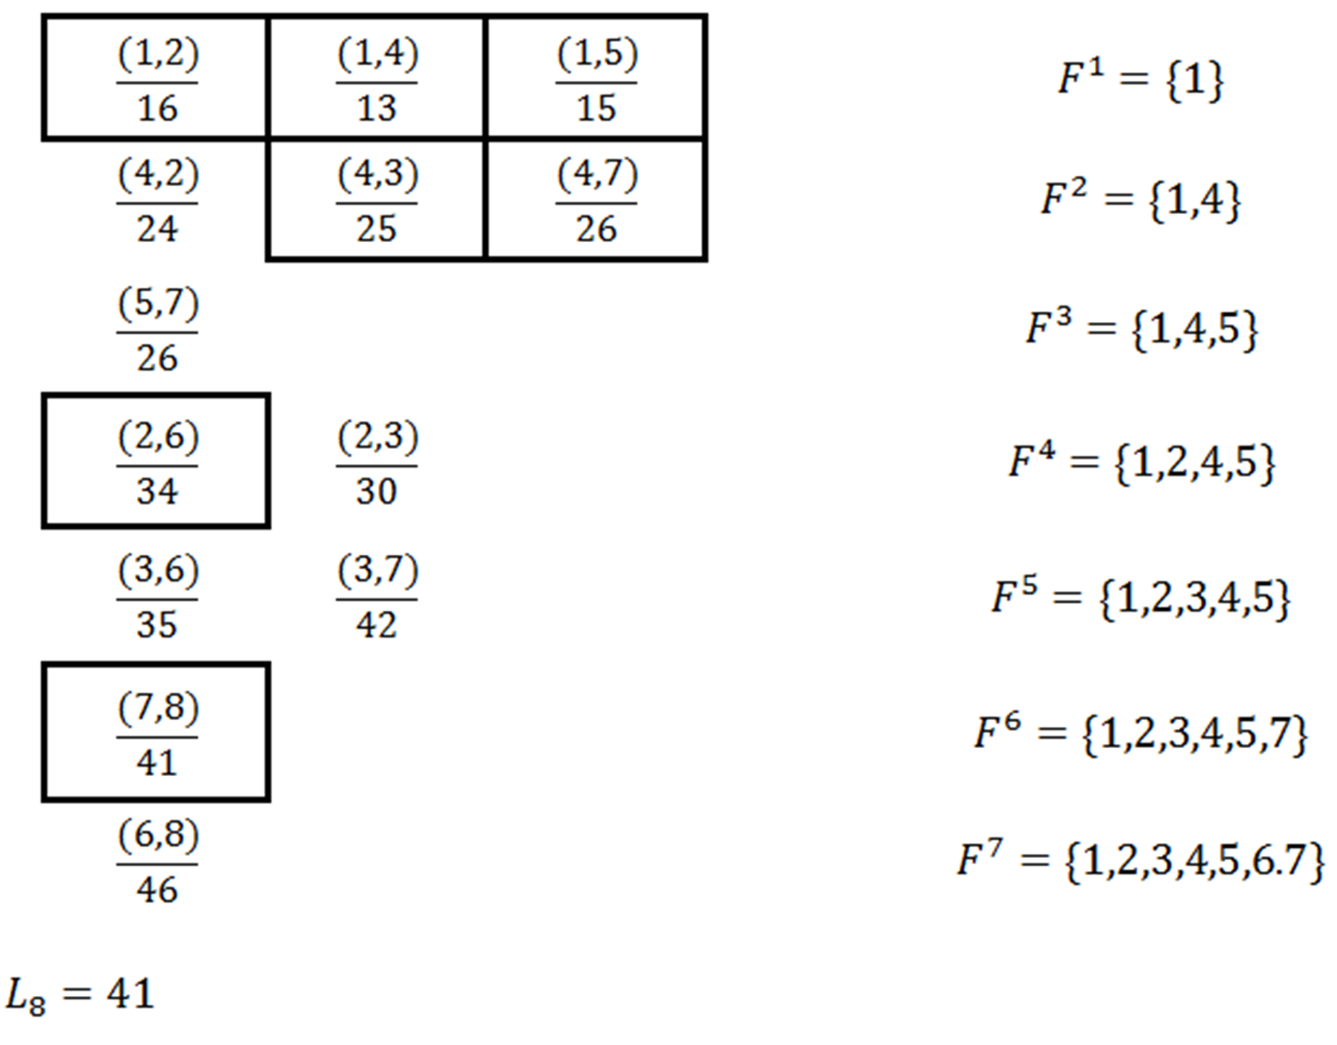 (1,2) (1,4) (1,5) F¹ = {1}
16 13 15
(4,2) (4,3) (4,7) F² = {1,4}
24 25 26
(5,7) F³ = {1,4,5}
26
(2,6) (2,3) F⁴ = {1,2,4,5}
34 30
(3,6) (3,7) F⁵ = {1,2,3,4,5}
35 42
(7,8) F⁶ = {1,2,3,4,5,7}
41
(6,8) F⁷ = {1,2,3,4,5,6.7}
46
L₈ = 41